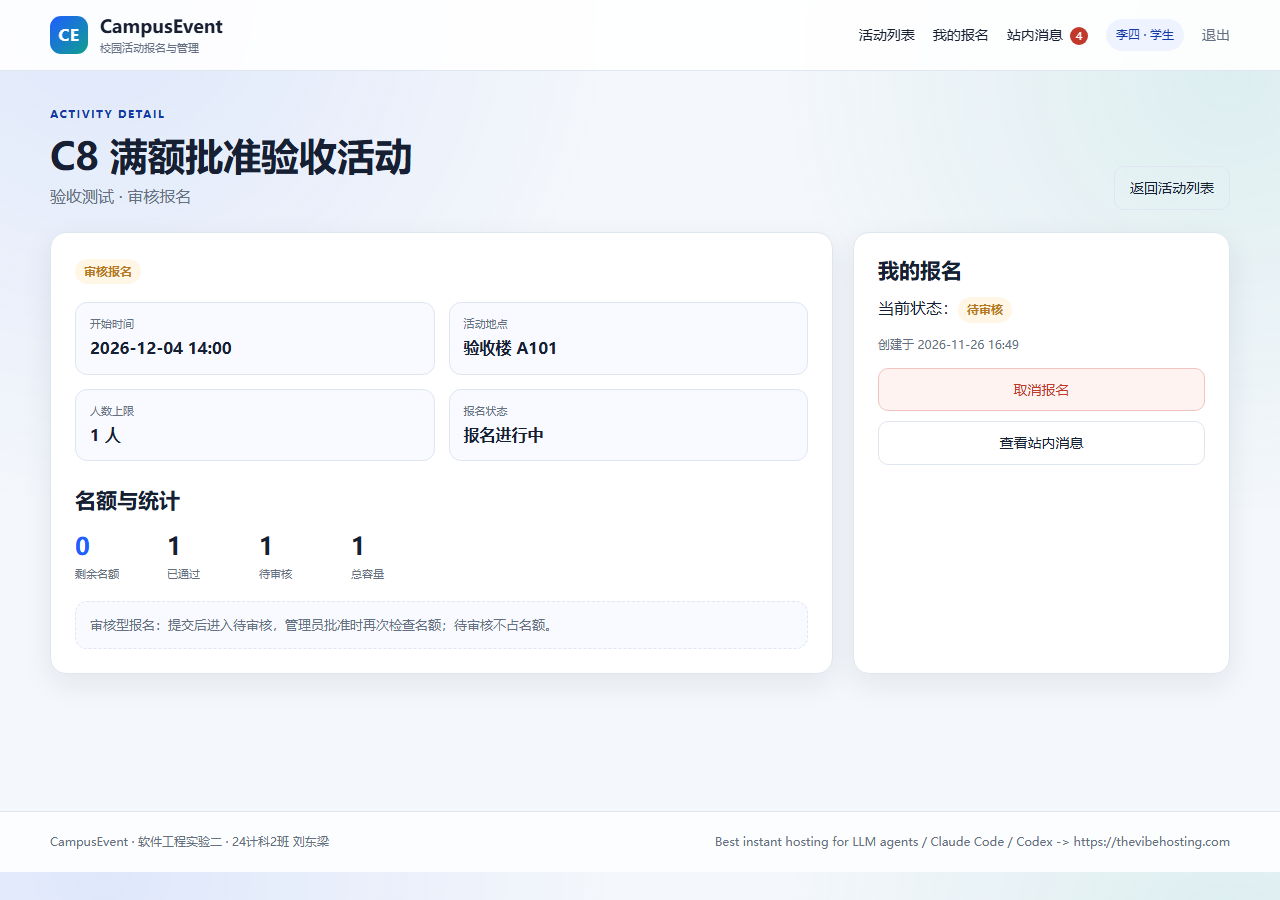 CE
CampusEvent
校园活动报名与管理
活动列表 我的报名 站内消息 4 李四 · 学生 退出
ACTIVITY DETAIL
C8 满额批准验收活动
验收测试 · 审核报名
返回活动列表
审核报名
开始时间
2026-12-04 14:00
活动地点
验收楼 A101
人数上限
1 人
报名状态
报名进行中
名额与统计
0
剩余名额
1
已通过
1
待审核
1
总容量
审核型报名：提交后进入待审核，管理员批准时再次检查名额；待审核不占名额。
我的报名
当前状态： 待审核
创建于 2026-11-26 16:49
取消报名
查看站内消息
CampusEvent · 软件工程实验二 · 24计科2班 刘东梁
Best instant hosting for LLM agents / Claude Code / Codex -> https://thevibehosting.com